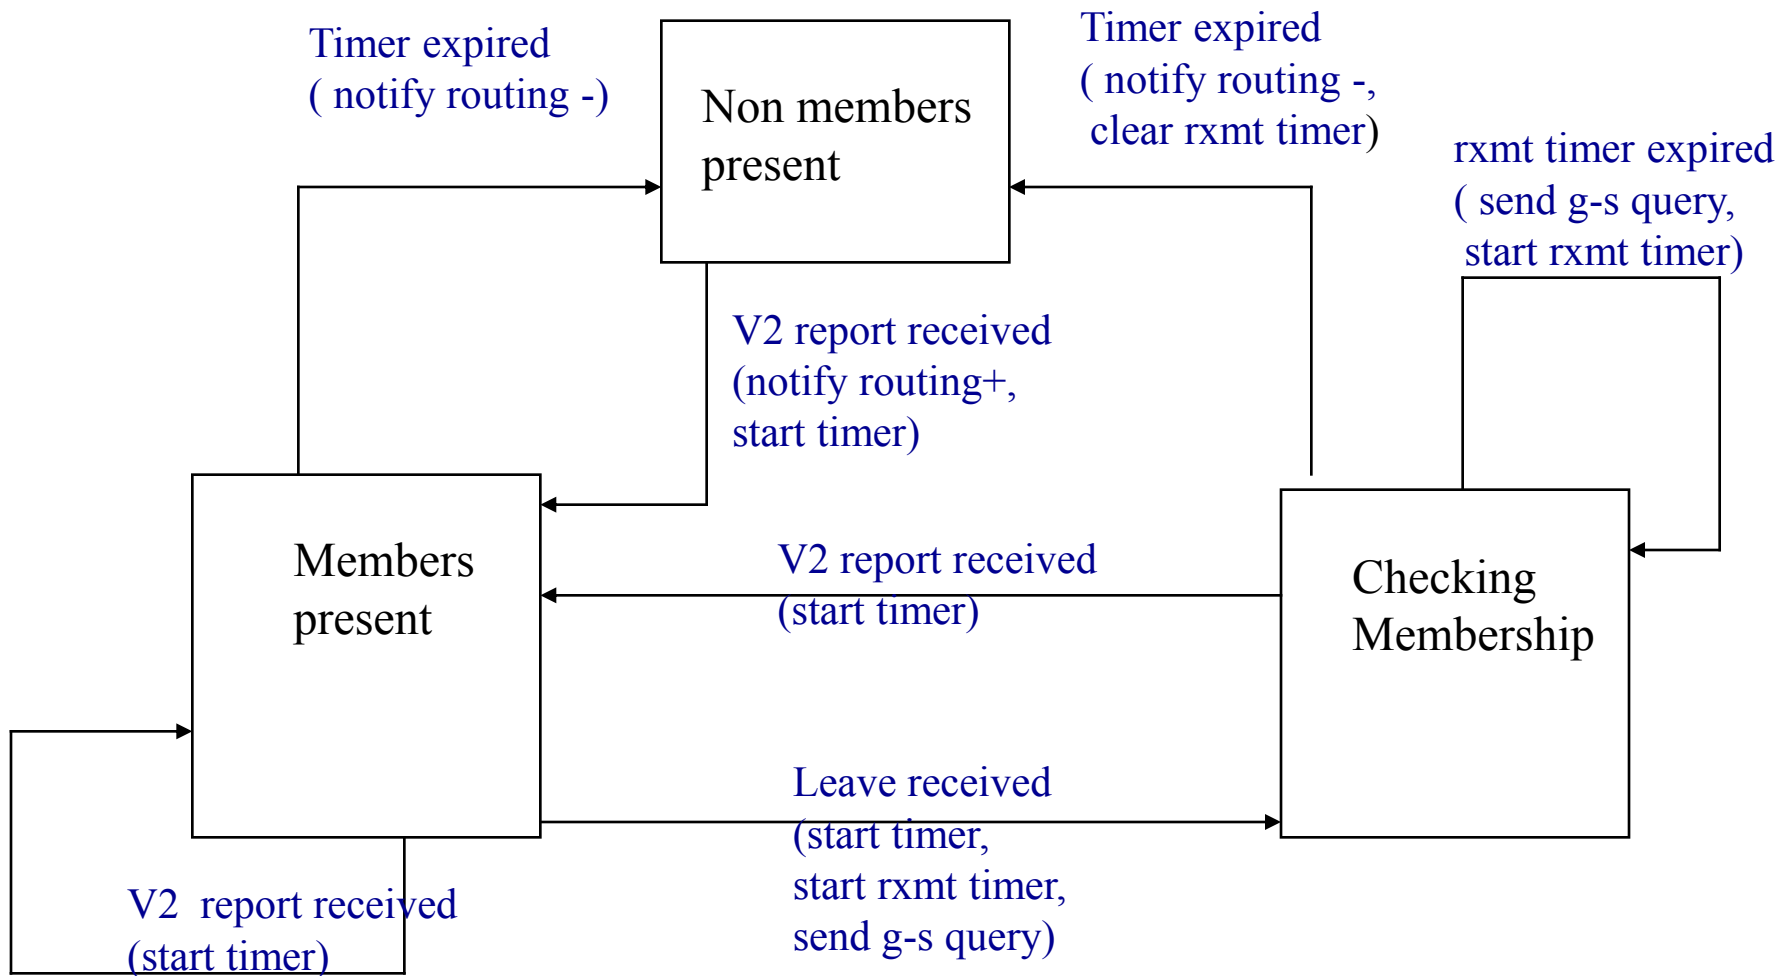 Timer expired
( notify routing -)
Non members
present
Timer expired
( notify routing -,
clear rxmt timer)
rxmt timer expired
( send g-s query,
start rxmt timer)
V2 report received
(notify routing+,
start timer)
Members
present
V2 report received
(start timer)
Checking
Membership
Leave received
(start timer,
start rxmt timer,
send g-s query)
V2 report received
(start timer)